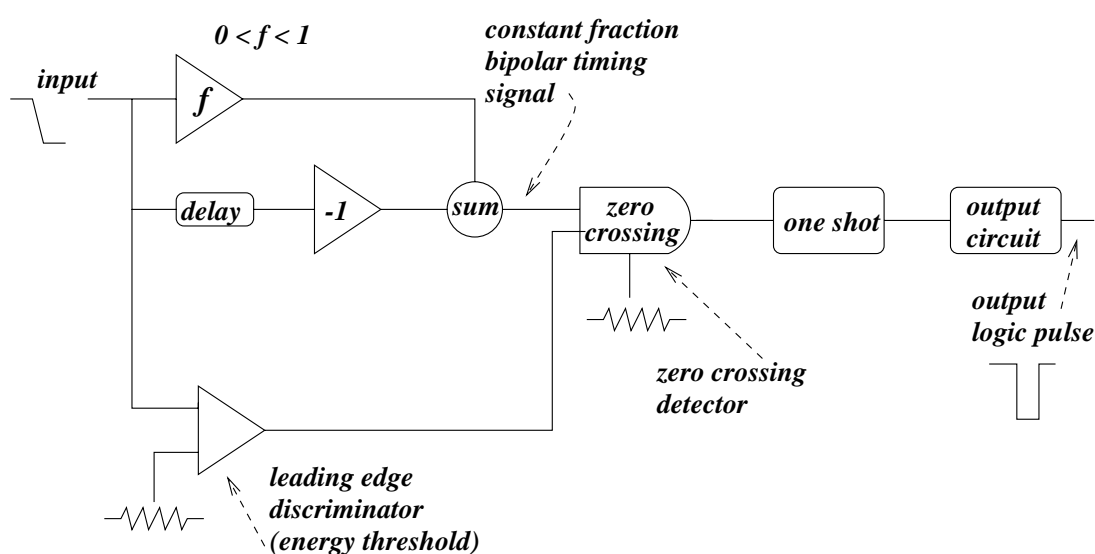 0 < f < 1
constant fraction
bipolar timing
signal
input
f
delay
-1
sum
zero
crossing
one shot
output
circuit
output
logic pulse
zero crossing
detector
leading edge
discriminator
(energy threshold)